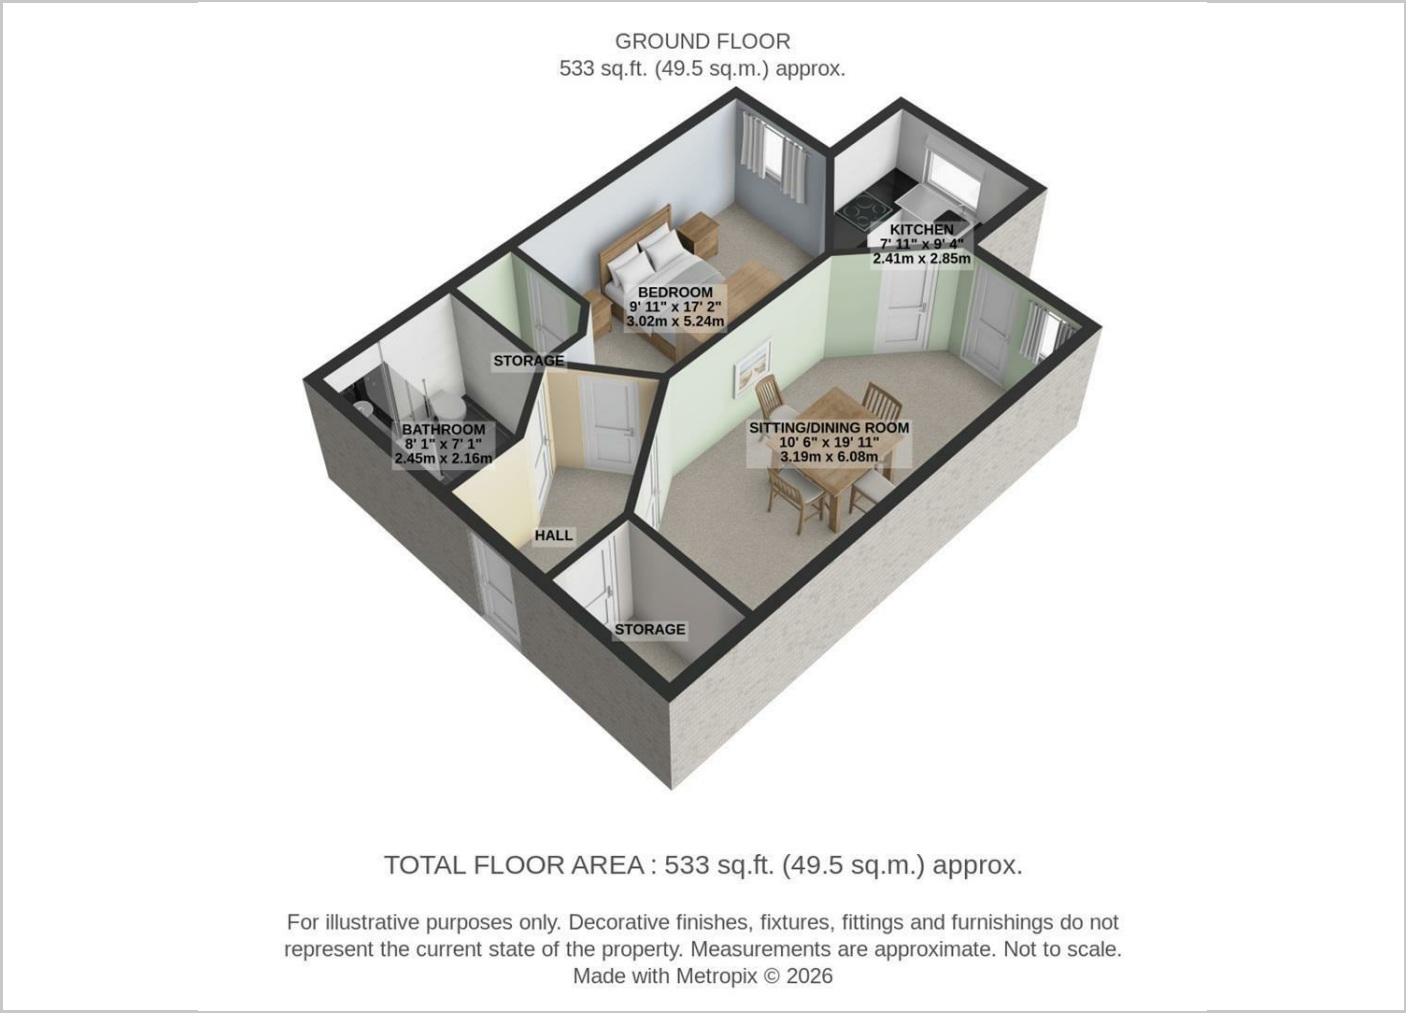 GROUND FLOOR
533 sq.ft. (49.5 sq.m.) approx.
KITCHEN
7' 11" x 9' 4"
2.41m x 2.85m
BEDROOM
9' 11" x 17' 2"
3.02m x 5.24m
STORAGE
BATHROOM
8' 1" x 7' 1"
2.45m x 2.16m
SITTING/DINING ROOM
10' 6" x 19' 11"
3.19m x 6.08m
HALL
STORAGE
TOTAL FLOOR AREA : 533 sq.ft. (49.5 sq.m.) approx.
For illustrative purposes only. Decorative finishes, fixtures, fittings and furnishings do not
represent the current state of the property. Measurements are approximate. Not to scale.
Made with Metropix © 2026